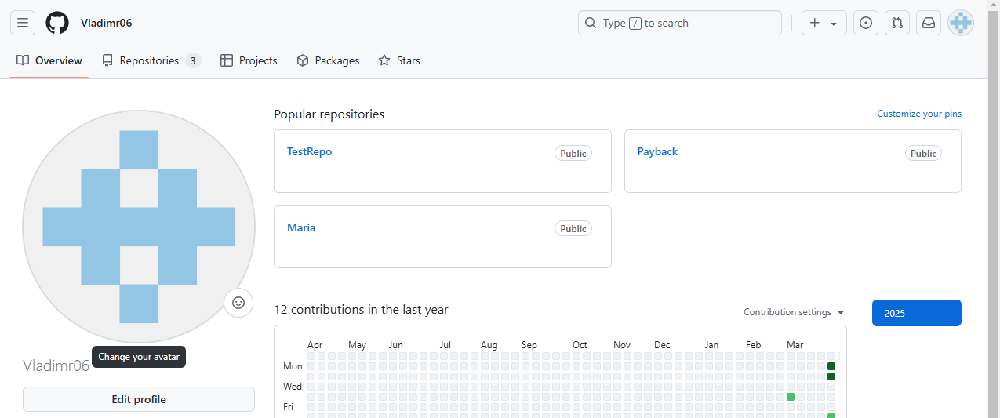 Vladimr06
Type / to search
Overview
Repositories 3
Projects
Packages
Stars
Popular repositories
Customize your pins
TestRepo
Public
Payback
Public
Maria
Public
12 contributions in the last year
Contribution settings
2025
Apr May Jun Jul Aug Sep Oct Nov Dec Jan Feb Mar
Mon
Wed
Fri
Change your avatar
Vladimr06
Edit profile